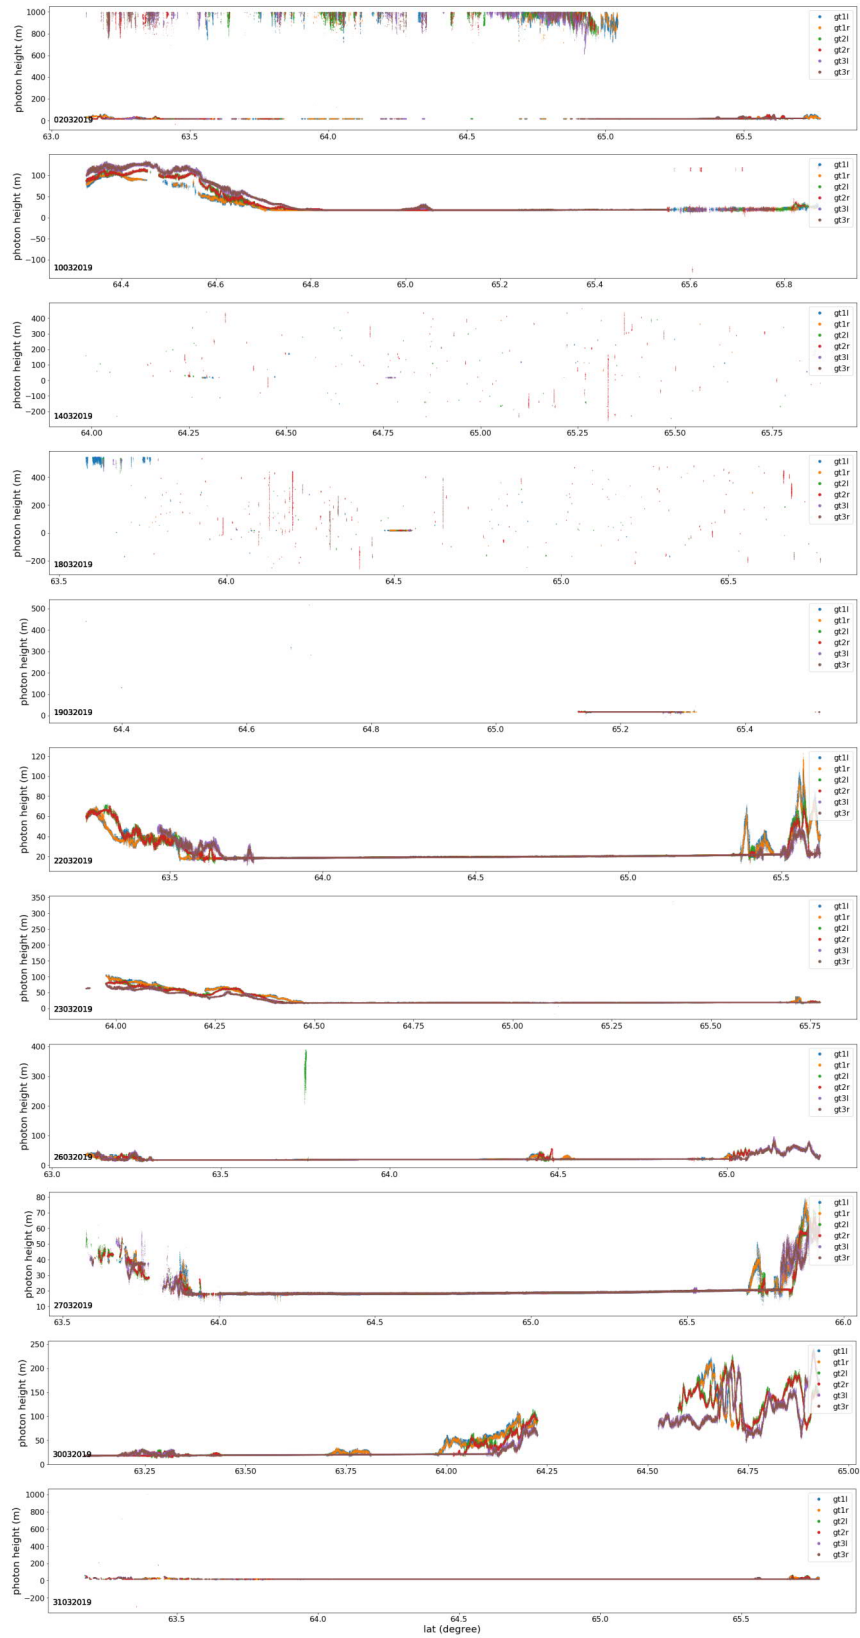 photon height (m)
1000
800
600
400
200
0
02032019
gt1l
gt1r
gt2l
gt2r
gt3l
gt3r
63.0 63.5 64.0 64.5 65.0 65.5
photon height (m)
100
50
0
−50
−100
10032019
gt1l
gt1r
gt2l
gt2r
gt3l
gt3r
64.4 64.6 64.8 65.0 65.2 65.4 65.6 65.8
photon height (m)
400
300
200
100
0
−100
−200
14032019
gt1l
gt1r
gt2l
gt2r
gt3l
gt3r
64.00 64.25 64.50 64.75 65.00 65.25 65.50 65.75
photon height (m)
400
200
0
−200
18032019
gt1l
gt1r
gt2l
gt2r
gt3l
gt3r
63.5 64.0 64.5 65.0 65.5
photon height (m)
500
400
300
200
100
0
19032019
gt1l
gt1r
gt2l
gt2r
gt3l
gt3r
64.4 64.6 64.8 65.0 65.2 65.4
photon height (m)
120
100
80
60
40
20
22032019
gt1l
gt1r
gt2l
gt2r
gt3l
gt3r
63.5 64.0 64.5 65.0 65.5
photon height (m)
350
300
250
200
150
100
50
0
23032019
gt1l
gt1r
gt2l
gt2r
gt3l
gt3r
64.00 64.25 64.50 64.75 65.00 65.25 65.50 65.75
photon height (m)
400
300
200
100
0
26032019
gt1l
gt1r
gt2l
gt2r
gt3l
gt3r
63.0 63.5 64.0 64.5 65.0
photon height (m)
80
70
60
50
40
30
20
10
27032019
gt1l
gt1r
gt2l
gt2r
gt3l
gt3r
63.5 64.0 64.5 65.0 65.5 66.0
photon height (m)
250
200
150
100
50
0
30032019
gt1l
gt1r
gt2l
gt2r
gt3l
gt3r
63.25 63.50 63.75 64.00 64.25 64.50 64.75 65.00
photon height (m)
1000
800
600
400
200
0
−200
31032019
gt1l
gt1r
gt2l
gt2r
gt3l
gt3r
63.5 64.0 64.5 65.0 65.5
lat (degree)